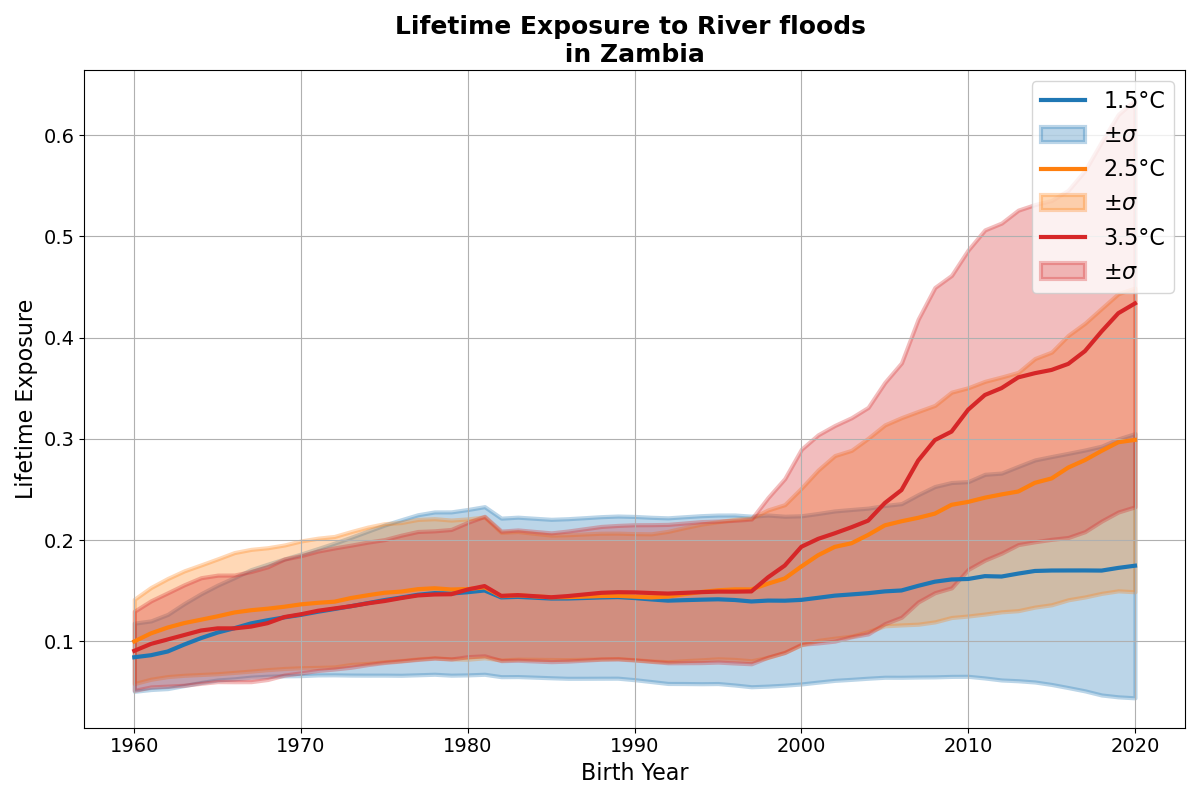 Lifetime Exposure to River floods
in Zambia
Lifetime Exposure
0.6
0.5
0.4
0.3
0.2
0.1
1960
1970
1980
1990
2000
2010
2020
Birth Year
1.5°C
±σ
2.5°C
±σ
3.5°C
±σ